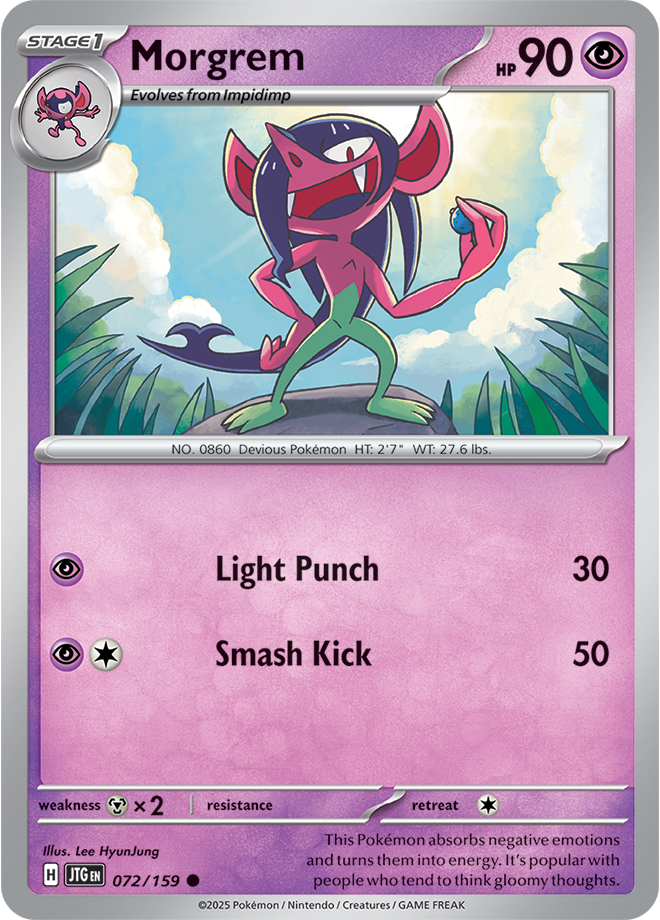 STAGE1
Morgrem
HP 90
Evolves from Impidimp
NO. 0860 Devious Pokémon HT: 2'7" WT: 27.6 lbs.
Light Punch 30
Smash Kick 50
weakness ×2 resistance retreat
Illus. Lee HyunJung
This Pokémon absorbs negative emotions
and turns them into energy. It's popular with
people who tend to think gloomy thoughts.
H JTG EN 072/159
©2025 Pokémon / Nintendo / Creatures / GAME FREAK